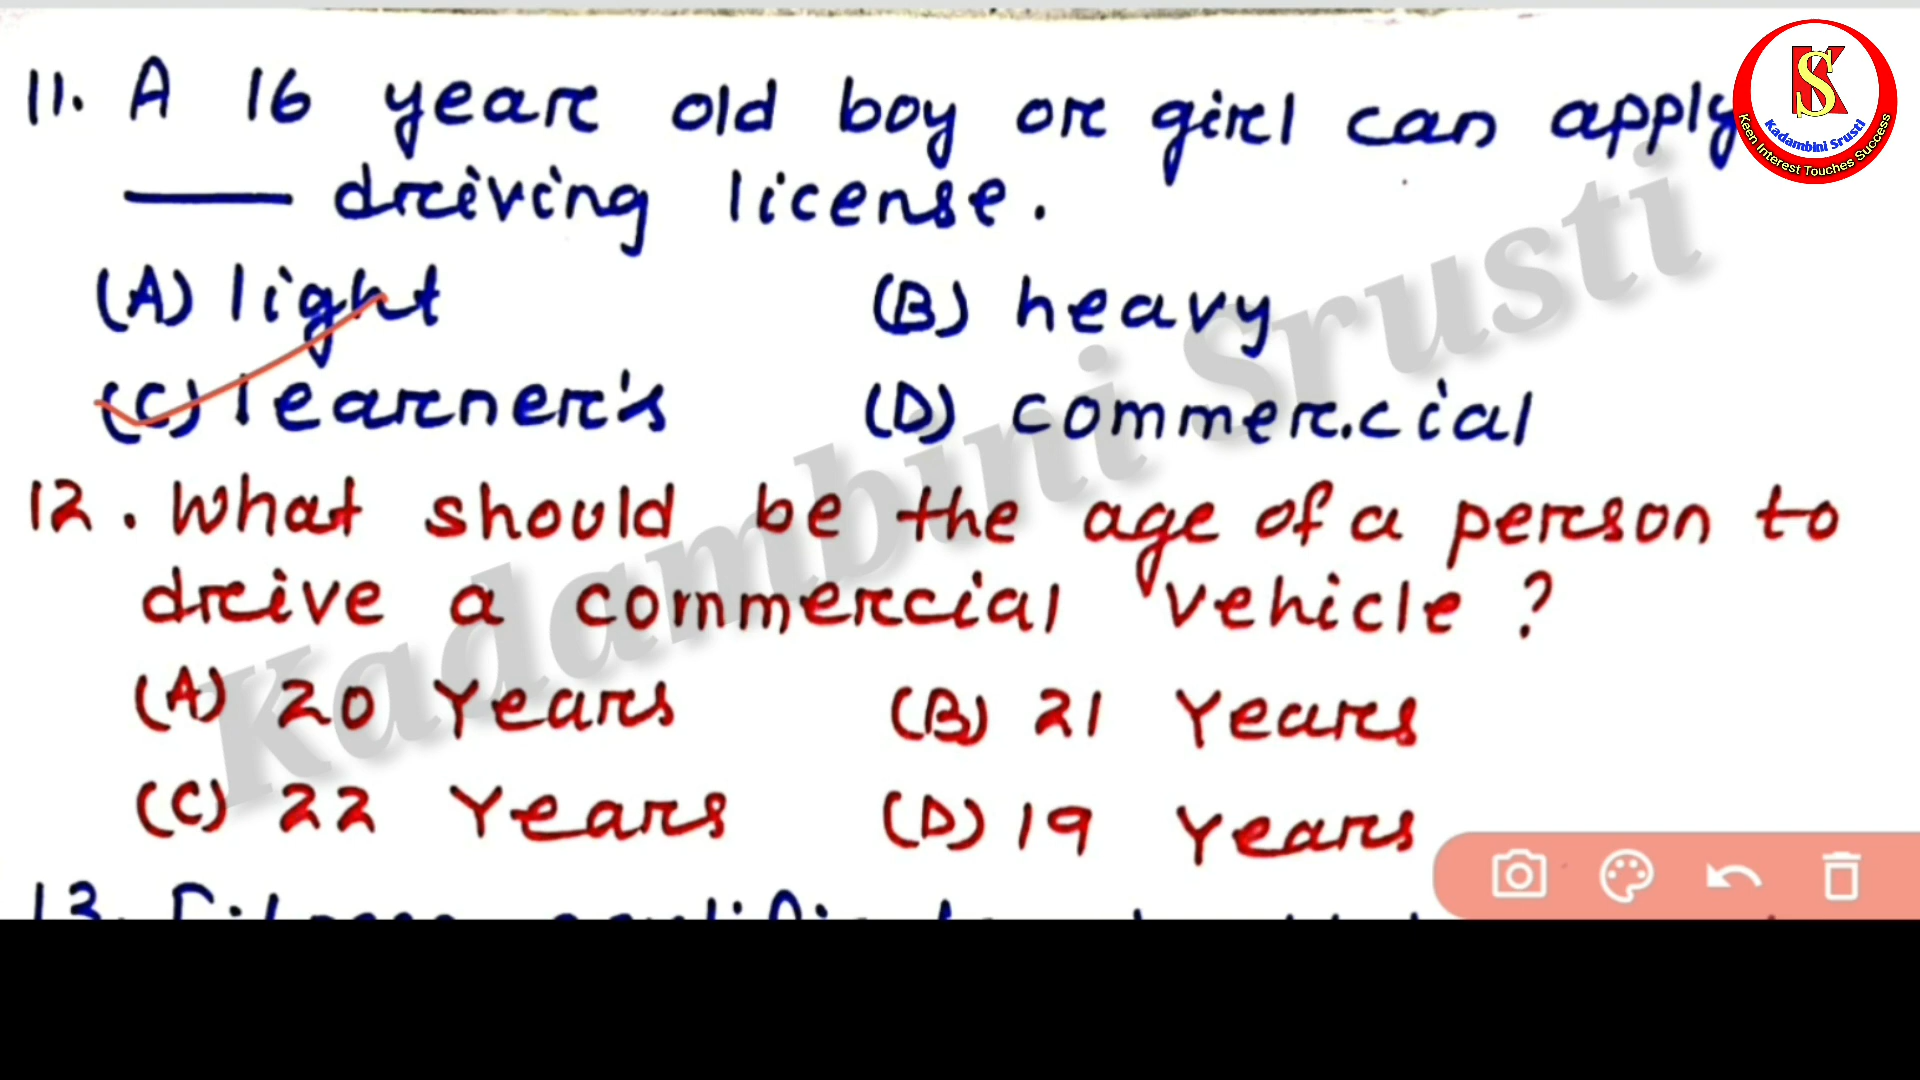 11. A 16 year old boy or girl can apply
—— driving license.
(A) light (B) heavy
(C) learner's (D) commercial
12. What should be the age of a person to
drive a commercial vehicle ?
(A) 20 Years (B) 21 Years
(C) 22 Years (D) 19 Years
13.
Kadambini Srusti
KS
Kadambini Srusti
Keen Interest Touches Success